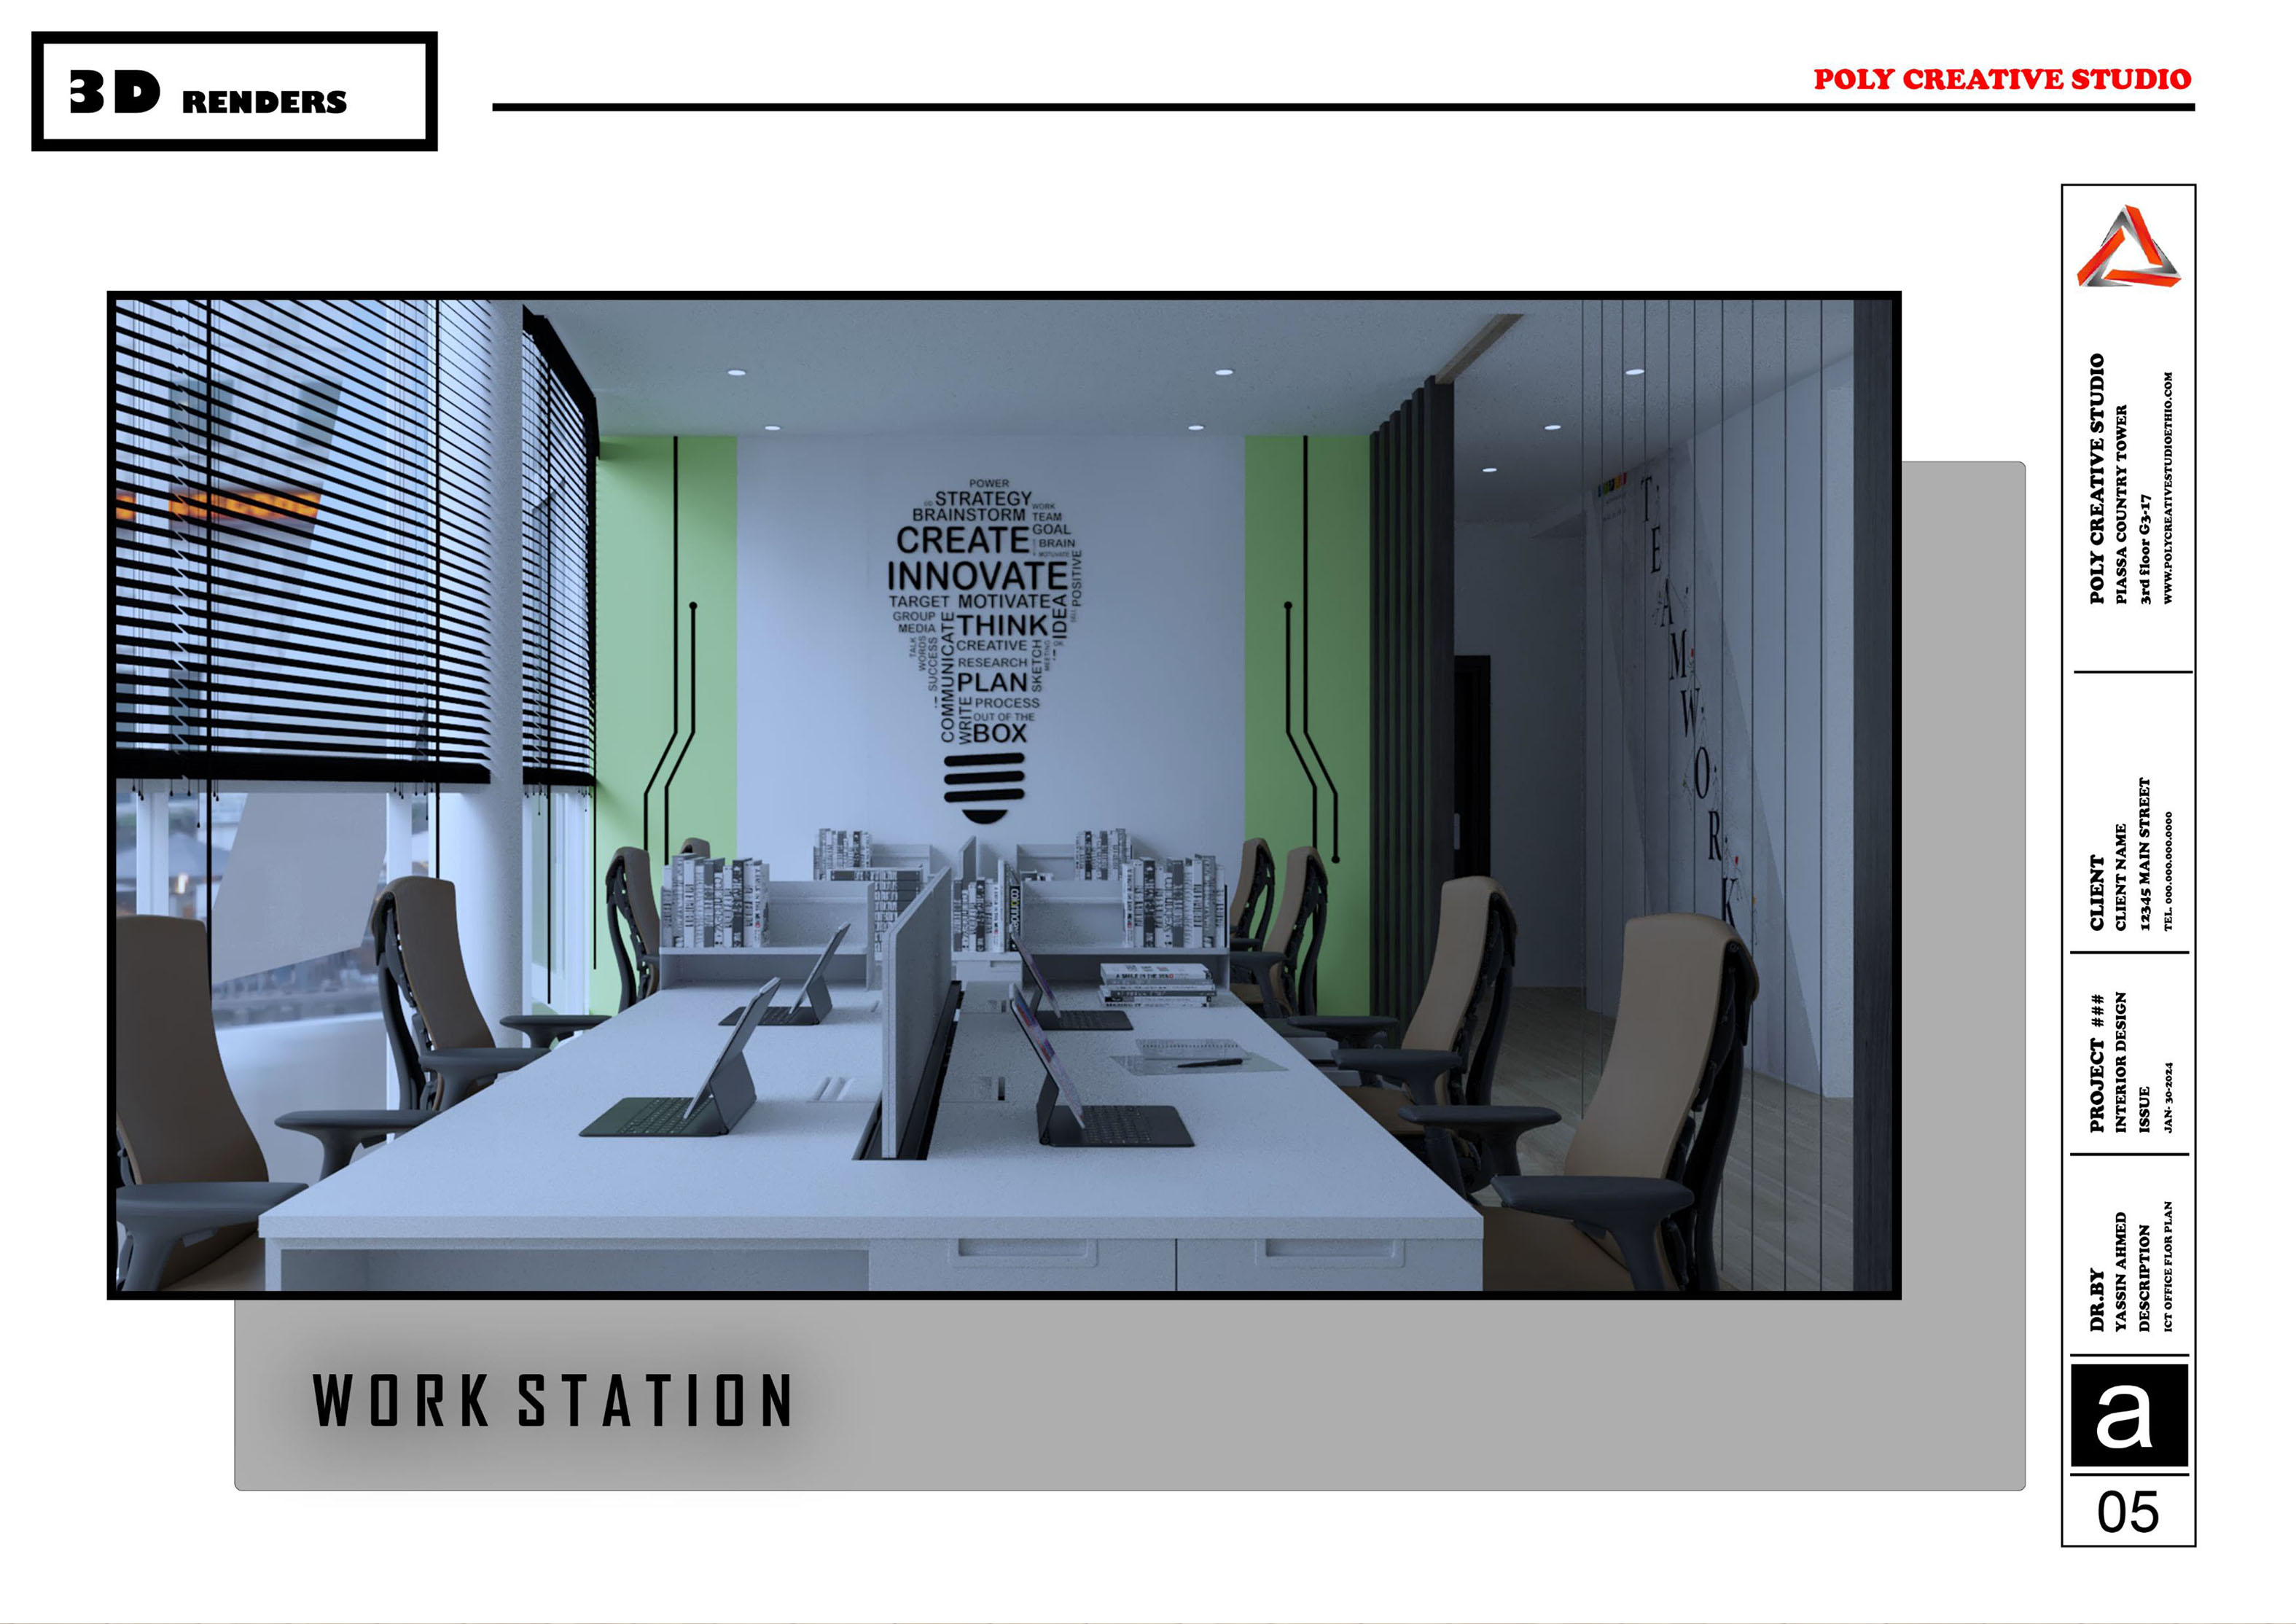 3D RENDERS
POLY CREATIVE STUDIO
POWER
STRATEGY
WORK
BRAINSTORM TEAM
CREATE GOAL
BRAIN
INNOVATE
POSITIVE
TARGET MOTIVATE
IDEA
GROUP
MEDIA THINK
TALK
WORDS
SUCCESS
COMMUNICATE
CREATIVE
RESEARCH
SKETCH
MEETING
PLAN
WRITE
PROCESS
OUT OF THE
BOX
TEAMWORK
WORK STATION
POLY CREATIVE STUDIO
PIASSA COUNTRY TOWER
3rd floor G3-17
WWW.POLYCREATIVESTUDIOETHIO.COM
CLIENT
CLIENT NAME
12345 MAIN STREET
TEL. 000.000.000.0000
PROJECT ###
INTERIOR DESIGN
ISSUE
JAN- 30-2024
DR.BY
YASSIN AHMED
DESCRIPTION
ICT OFFICE FLOR PLAN
a
05